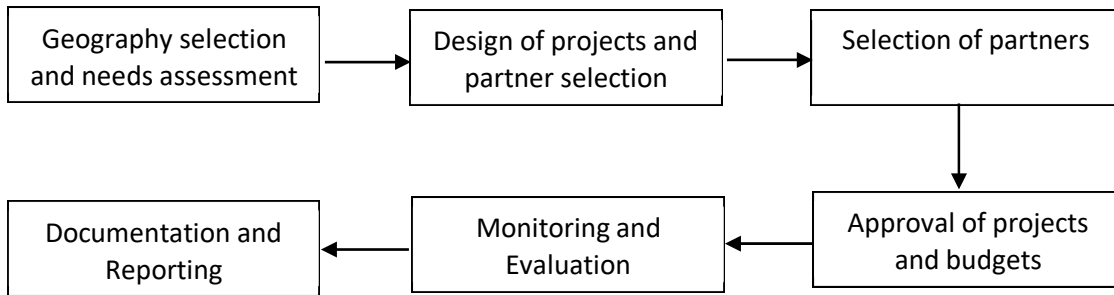 Geography selection
and needs assessment
Design of projects and
partner selection
Selection of partners
Approval of projects
and budgets
Monitoring and
Evaluation
Documentation and
Reporting